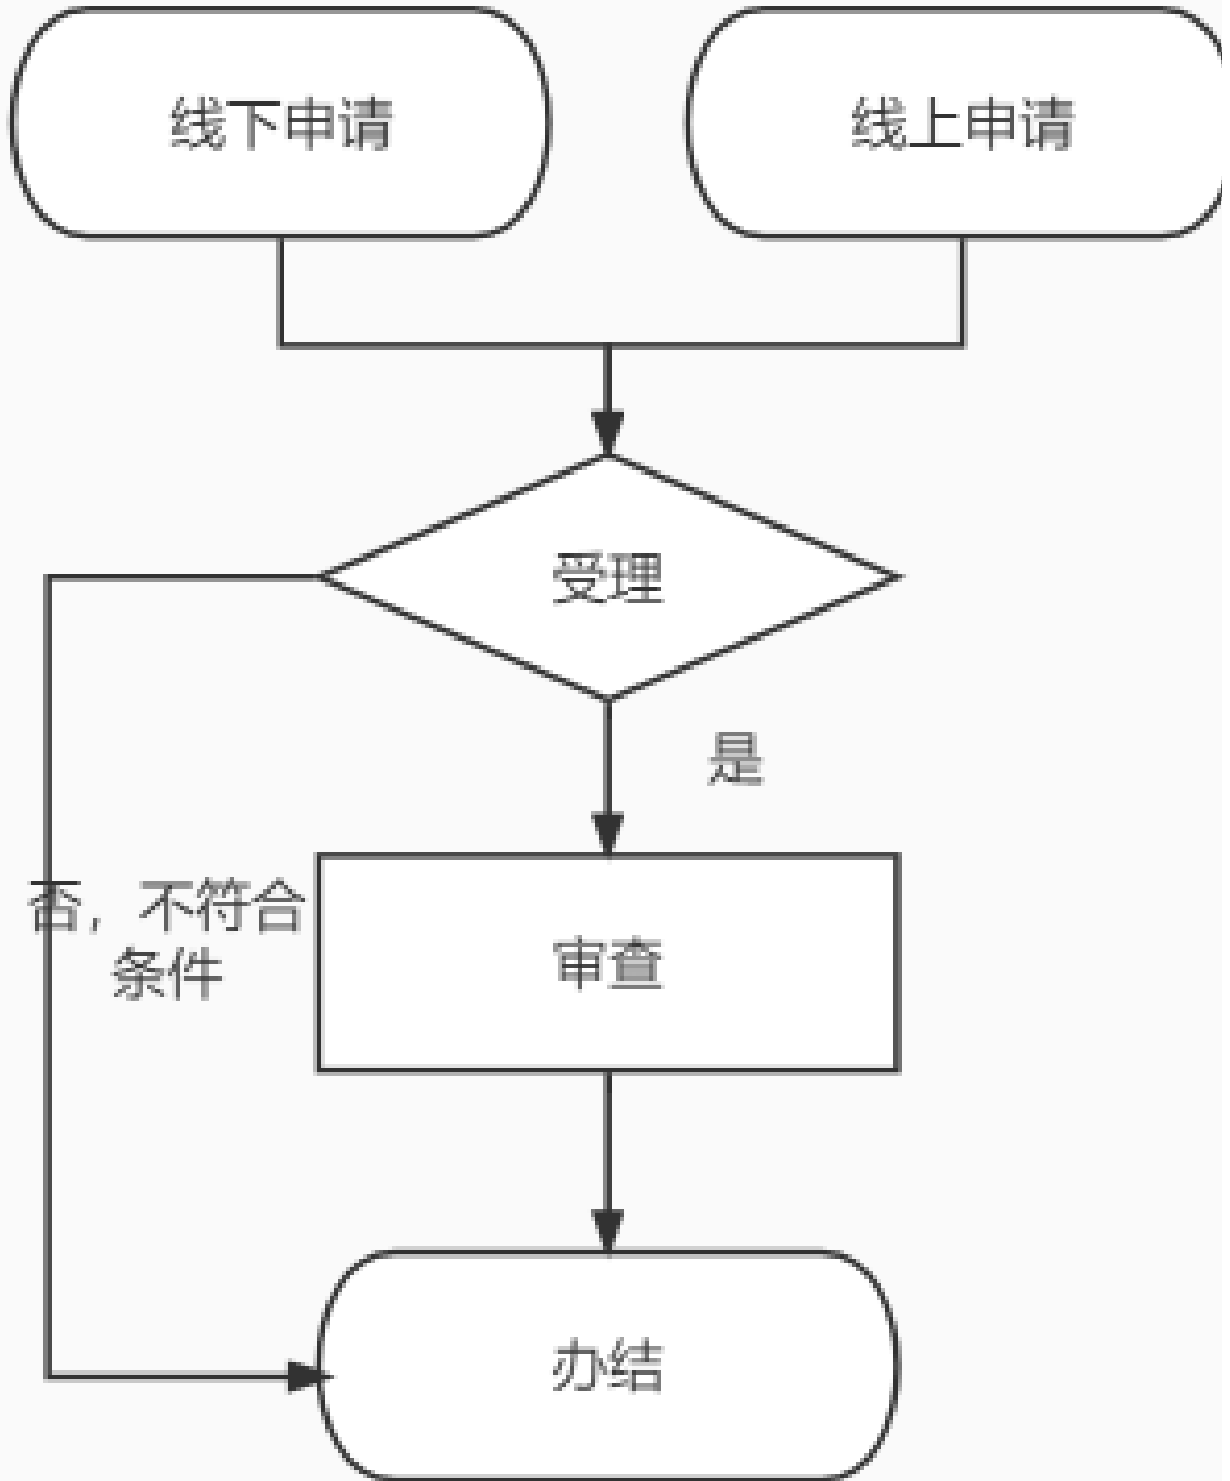 线下申请
线上申请
受理
是
否，不符合
条件
审查
办结